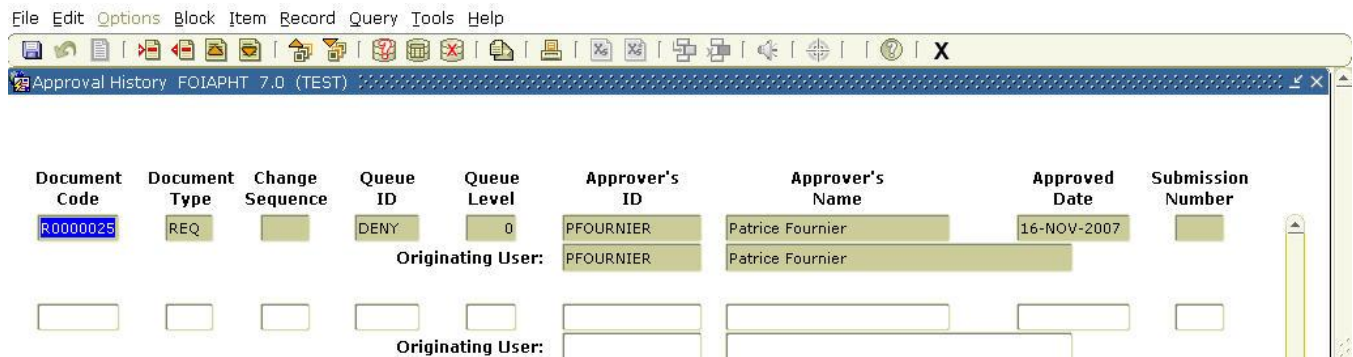 File Edit Options Block Item Record Query Tools Help
X
Approval History FOIAPHT 7.0 (TEST)
Document Code Document Type Change Sequence Queue ID Queue Level Approver's ID Approver's Name Approved Date Submission Number
R0000025 REQ DENY 0 PFOURNIER Patrice Fournier 16-NOV-2007
Originating User: PFOURNIER Patrice Fournier
Originating User: